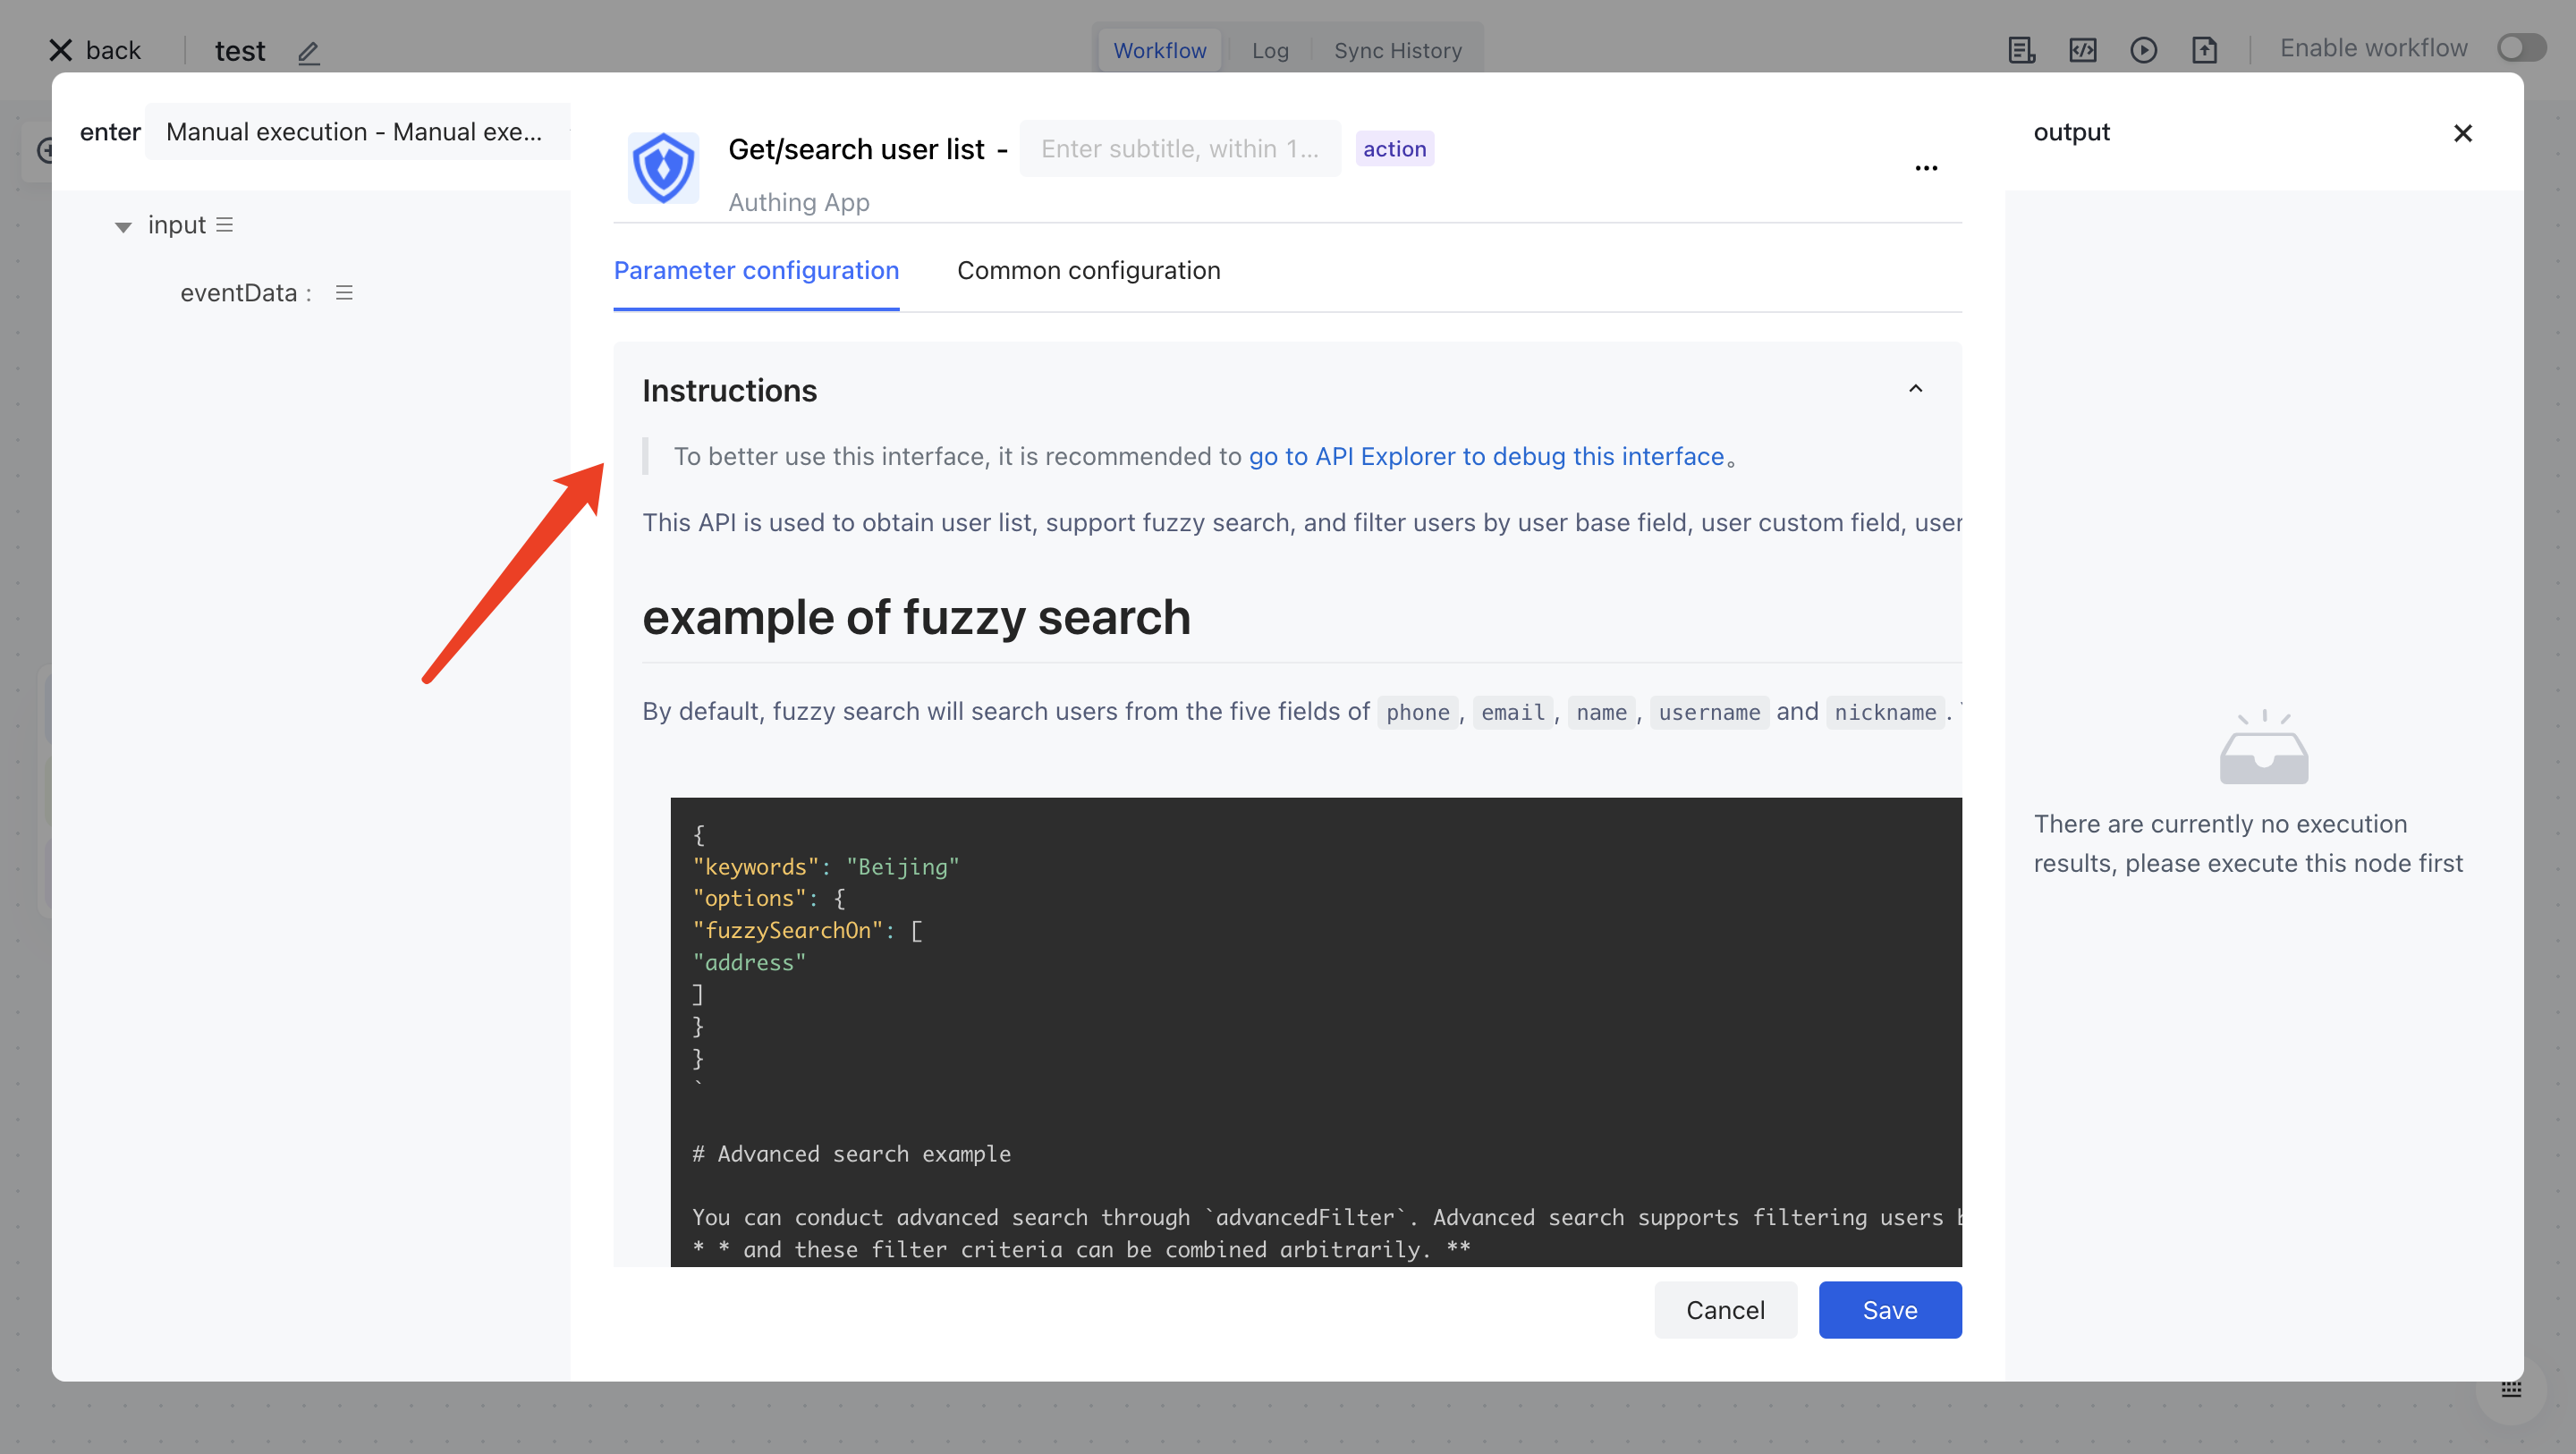 back
test
Workflow
Log
Sync History
Enable workflow
enter
Manual execution - Manual exe...
input
eventData :
Get/search user list -
Enter subtitle, within 1...
action
Authing App
...
Parameter configuration
Common configuration
Instructions
To better use this interface, it is recommended to go to API Explorer to debug this interface。
This API is used to obtain user list, support fuzzy search, and filter users by user base field, user custom field, user
example of fuzzy search
By default, fuzzy search will search users from the five fields of phone, email, name, username and nickname.
{
"keywords": "Beijing"
"options": {
"fuzzySearchOn": [
"address"
]
}
}
`
# Advanced search example
You can conduct advanced search through `advancedFilter`. Advanced search supports filtering users
* * and these filter criteria can be combined arbitrarily. **
Cancel
Save
output
There are currently no execution
results, please execute this node first